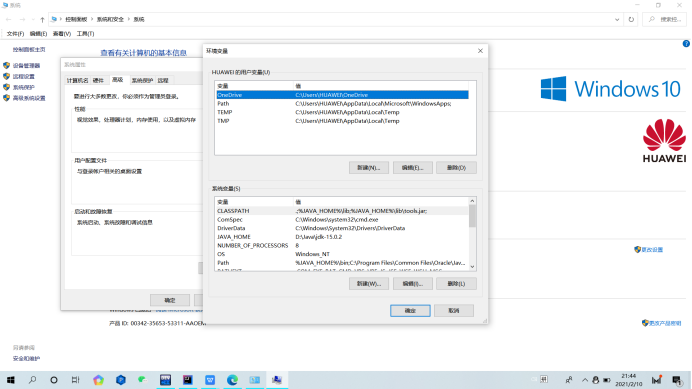 系统
控制面板 › 系统和安全 › 系统
搜索控...
文件(F) 编辑(E) 查看(V) 工具(T)
控制面板主页
设备管理器
远程设置
系统保护
高级系统设置
查看有关计算机的基本信息
系统属性
计算机名 硬件 高级 系统保护 远程
要进行大多数更改，你必须作为管理员登录。
性能
视觉效果，处理器计划，内存使用，以及虚拟内存
用户配置文件
与登录帐户相关的桌面设置
启动和故障恢复
系统启动、系统故障和调试信息
确定
产品 ID: 00342-35653-53311-AAOEM
环境变量
HUAWEI 的用户变量(U)
变量 值
OneDrive C:\Users\HUAWEI\OneDrive
Path C:\Users\HUAWEI\AppData\Local\Microsoft\WindowsApps;
TEMP C:\Users\HUAWEI\AppData\Local\Temp
TMP C:\Users\HUAWEI\AppData\Local\Temp
新建(N)... 编辑(E)... 删除(D)
系统变量(S)
变量 值
CLASSPATH .;%JAVA_HOME%\lib;%JAVA_HOME%\lib\tools.jar;
ComSpec C:\Windows\system32\cmd.exe
DriverData C:\Windows\System32\Drivers\DriverData
JAVA_HOME D:\Java\jdk-15.0.2
NUMBER_OF_PROCESSORS 8
OS Windows_NT
Path %JAVA_HOME%\bin;C:\Program Files\Common Files\Oracle\Jav...
新建(W)... 编辑(I)... 删除(L)
确定 取消
Windows 10
HUAWEI
更改设置
更改产品密钥
另请参阅
安全和维护
21:44
2021/2/10